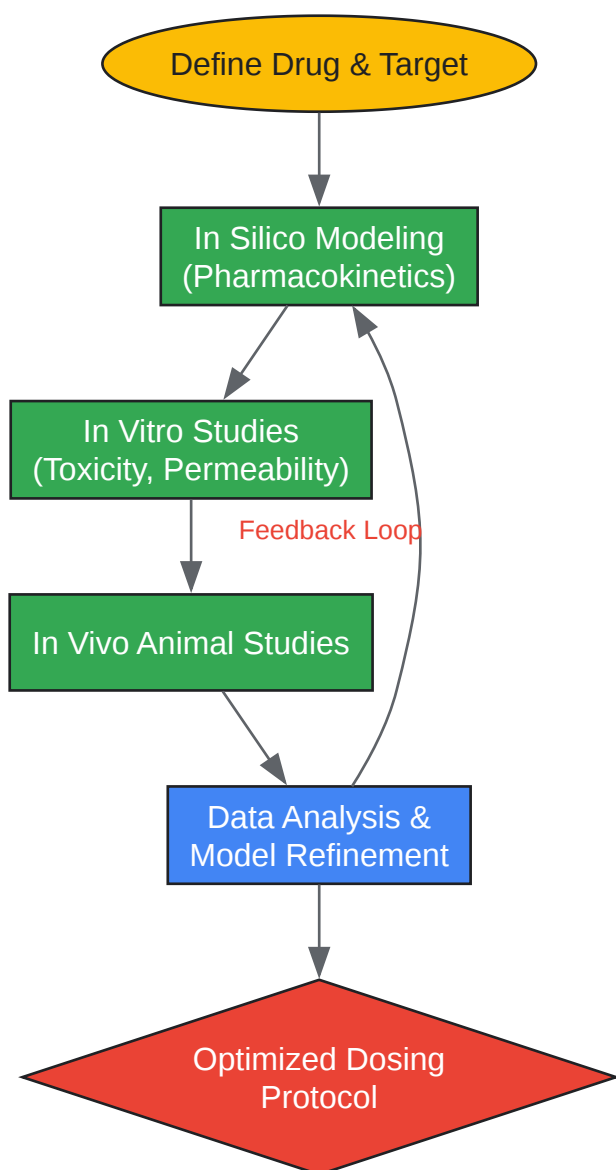 Define Drug & Target
In Silico Modeling
(Pharmacokinetics)
In Vitro Studies
(Toxicity, Permeability)
Feedback Loop
In Vivo Animal Studies
Data Analysis &
Model Refinement
Optimized Dosing
Protocol